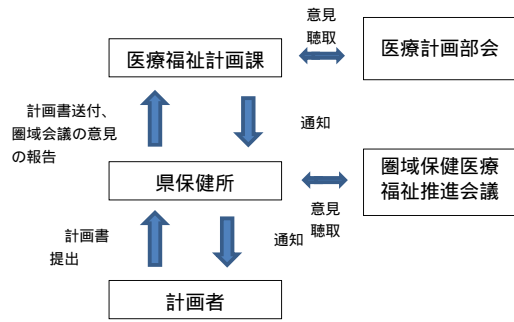 意見
聴取
医療福祉計画課
医療計画部会
計画書送付、
圏域会議の意見
の報告
通知
県保健所
圏域保健医療
福祉推進会議
意見
聴取
計画書
提出
通知
計画者